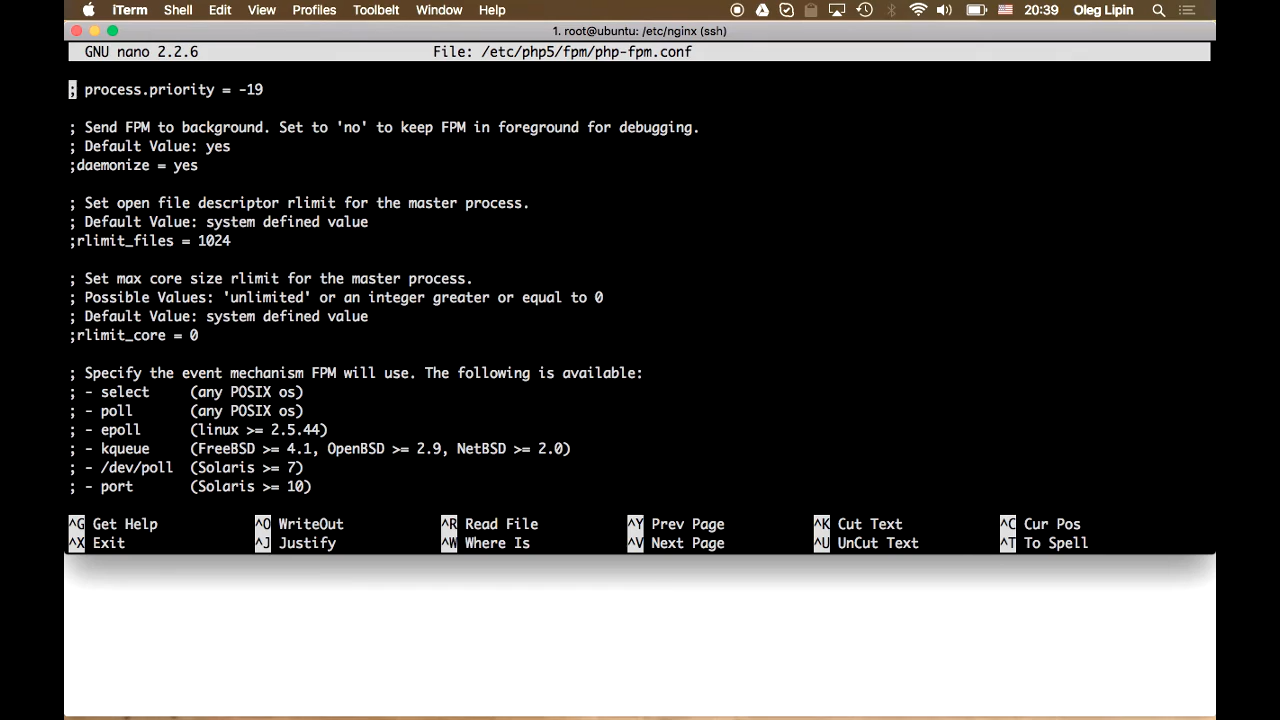 iTerm Shell Edit View Profiles Toolbelt Window Help 20:39 Oleg Lipin
1. root@ubuntu: /etc/nginx (ssh)
GNU nano 2.2.6 File: /etc/php5/fpm/php-fpm.conf
; process.priority = -19
; Send FPM to background. Set to 'no' to keep FPM in foreground for debugging.
; Default Value: yes
;daemonize = yes
; Set open file descriptor rlimit for the master process.
; Default Value: system defined value
;rlimit_files = 1024
; Set max core size rlimit for the master process.
; Possible Values: 'unlimited' or an integer greater or equal to 0
; Default Value: system defined value
;rlimit_core = 0
; Specify the event mechanism FPM will use. The following is available:
; - select (any POSIX os)
; - poll (any POSIX os)
; - epoll (linux >= 2.5.44)
; - kqueue (FreeBSD >= 4.1, OpenBSD >= 2.9, NetBSD >= 2.0)
; - /dev/poll (Solaris >= 7)
; - port (Solaris >= 10)
^G Get Help ^O WriteOut ^R Read File ^Y Prev Page ^K Cut Text ^C Cur Pos
^X Exit ^J Justify ^W Where Is ^V Next Page ^U UnCut Text ^T To Spell